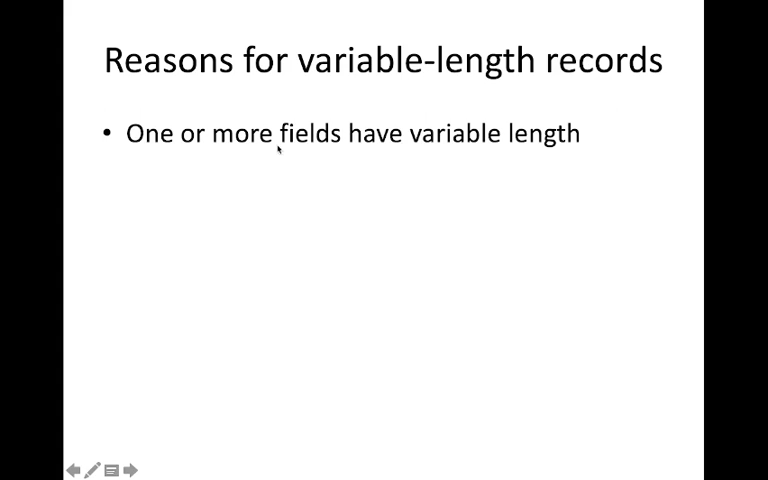 Reasons for variable-length records
• One or more fields have variable length